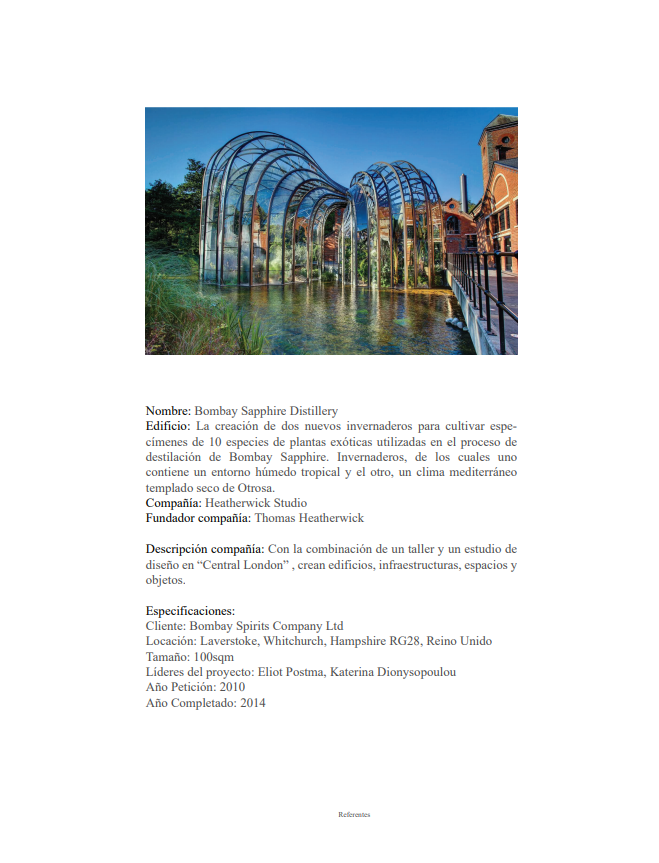 Nombre: Bombay Sapphire Distillery
Edificio: La creación de dos nuevos invernaderos para cultivar espe-
címenes de 10 especies de plantas exóticas utilizadas en el proceso de
destilación de Bombay Sapphire. Invernaderos, de los cuales uno
contiene un entorno húmedo tropical y el otro, un clima mediterráneo
templado seco de Otrosa.
Compañía: Heatherwick Studio
Fundador compañía: Thomas Heatherwick
Descripción compañía: Con la combinación de un taller y un estudio de
diseño en “Central London” , crean edificios, infraestructuras, espacios y
objetos.
Especificaciones:
Cliente: Bombay Spirits Company Ltd
Locación: Laverstoke, Whitchurch, Hampshire RG28, Reino Unido
Tamaño: 100sqm
Líderes del proyecto: Eliot Postma, Katerina Dionysopoulou
Año Petición: 2010
Año Completado: 2014
Referentes